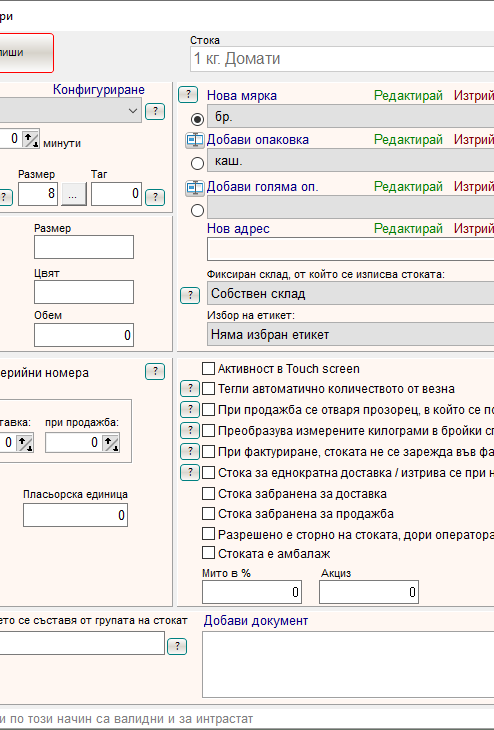 ри
пиши
Стока
1 кг. Домати
Конфигуриране
?
0 минути
Размер Таг
? 8 ... 0 ?
Размер
Цвят
Обем
0
? Нова мярка Редактирай Изтрий
бр.
Добави опаковка Редактирай Изтрий
каш.
Добави голяма оп. Редактирай Изтрий
Нов адрес Редактирай Изтрий
Фиксиран склад, от който се изписва стоката:
? Собствен склад
Избор на етикет:
Няма избран етикет
ерийни номера ?
тавка: при продажба:
0 0
Пласьорска единица
0
Активност в Touch screen
? Тегли автоматично количеството от везна
? При продажба се отваря прозорец, в който се по
? Преобразува измерените килограми в бройки сп
? При фактуриране, стоката не се зарежда във фа
? Стока за еднократна доставка / изтрива се при н
Стока забранена за доставка
Стока забранена за продажба
Разрешено е сторно на стоката, дори оператора
Стоката е амбалаж
Мито в % Акциз
0 0
ето се съставя от групата на стокат
?
Добави документ
и по този начин са валидни и за интрастат